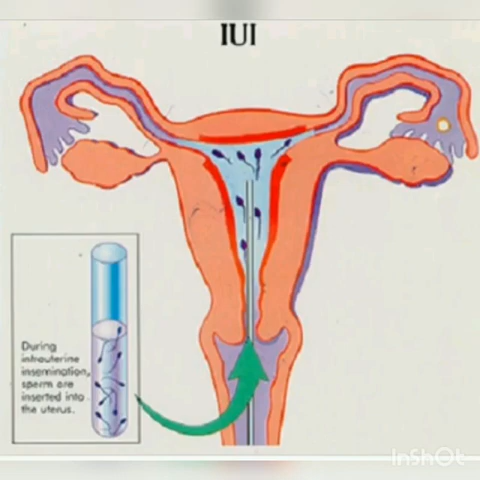 IUI
During
intrauterine
insemination,
sperm are
inserted into
the uterus.
InShOt